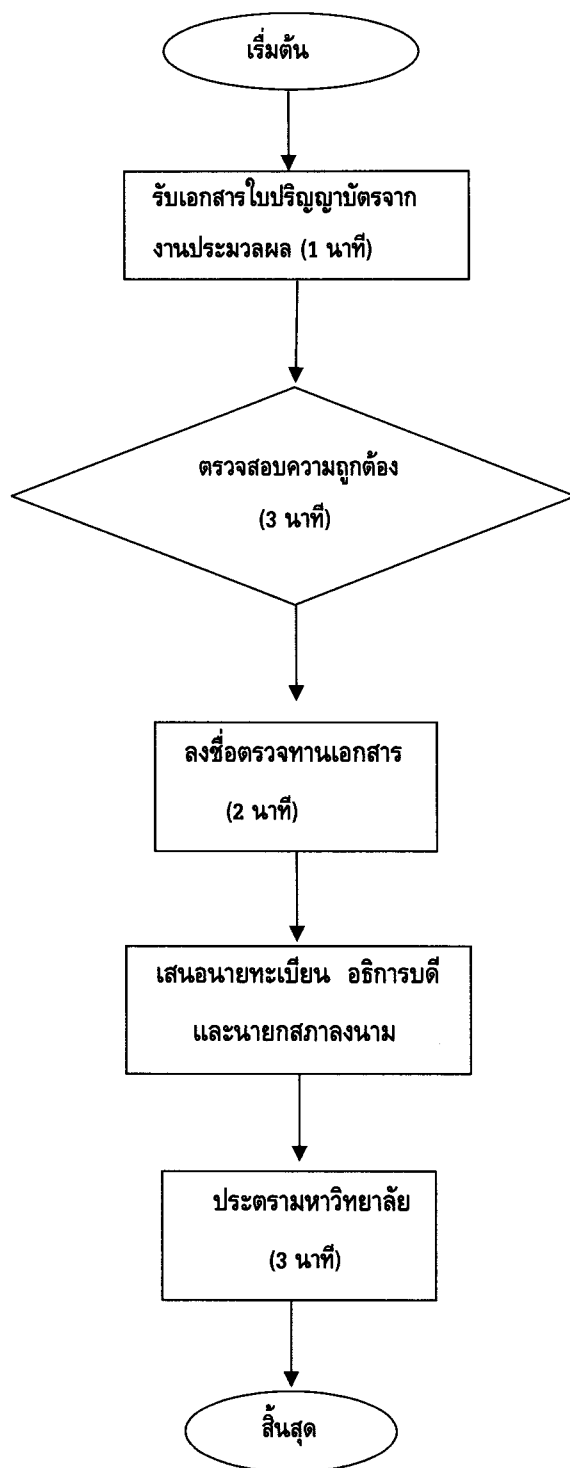 เริ่มต้น
รับเอกสารใบปริญญาบัตรจาก
งานประมวลผล (1 นาที)
ตรวจสอบความถูกต้อง
(3 นาที)
ลงชื่อตรวจทานเอกสาร
(2 นาที)
เสนอนายทะเบียน อธิการบดี
และนายกสภาลงนาม
ประตรามหาวิทยาลัย
(3 นาที)
สิ้นสุด